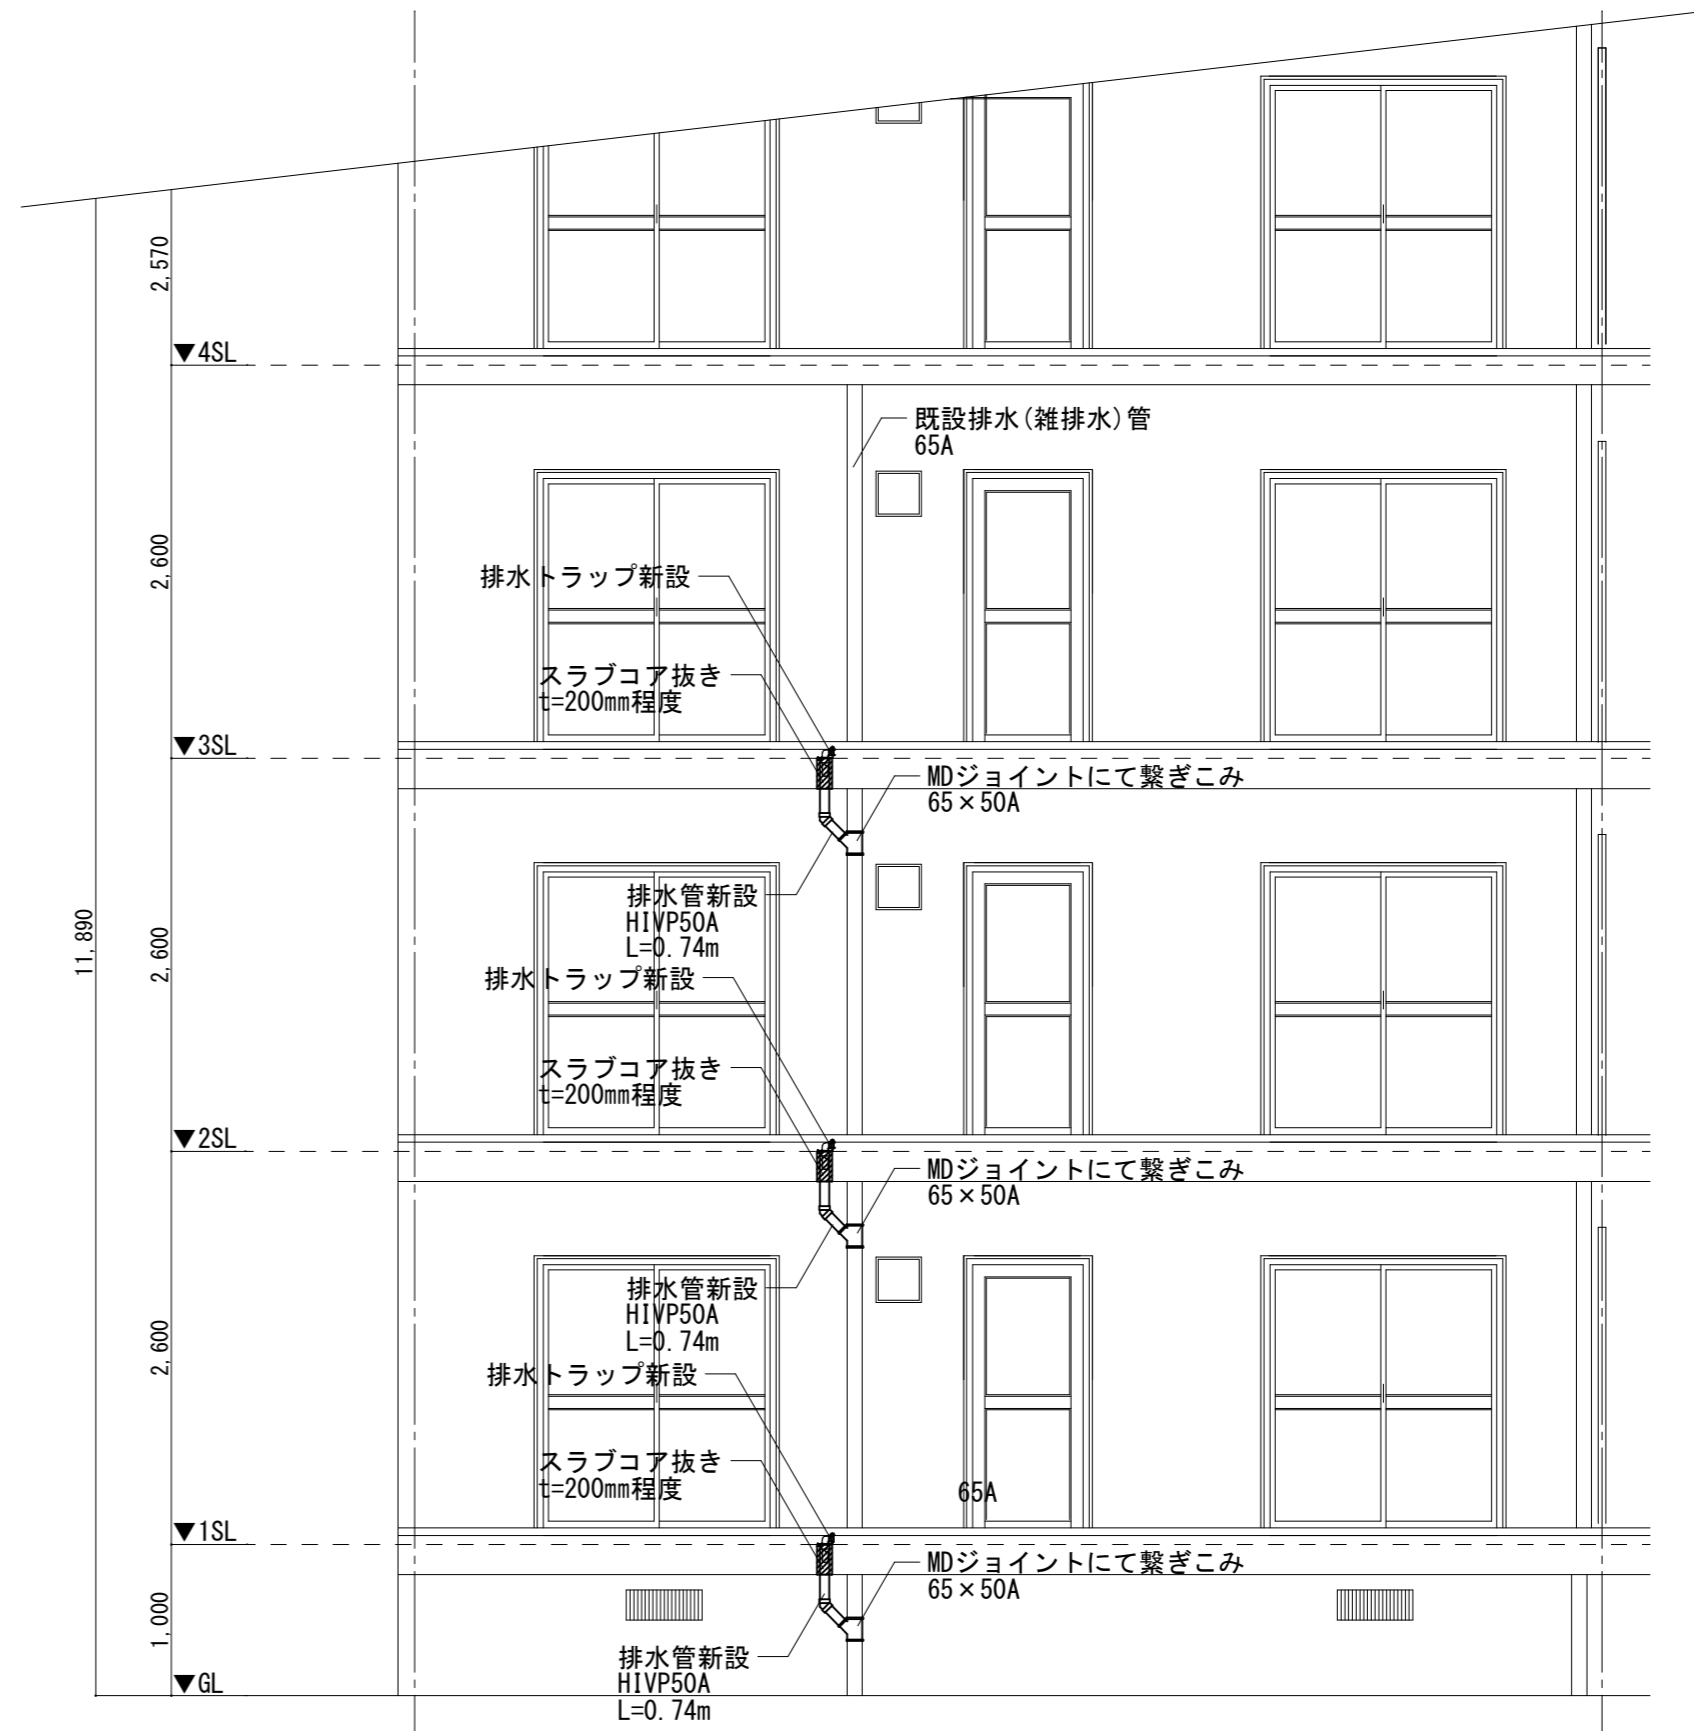 2,570
▼4SL
既設排水(雑排水)管
65A
2,600
排水トラップ新設
スラブコア抜き
t=200mm程度
▼3SL
MDジョイントにて繋ぎこみ
65×50A
排水管新設
HIVP50A
L=0.74m
11,890
2,600
排水トラップ新設
スラブコア抜き
t=200mm程度
▼2SL
MDジョイントにて繋ぎこみ
65×50A
排水管新設
HIVP50A
L=0.74m
2,600
排水トラップ新設
スラブコア抜き
t=200mm程度
65A
▼1SL
MDジョイントにて繋ぎこみ
65×50A
1,000
排水管新設
HIVP50A
L=0.74m
▼GL